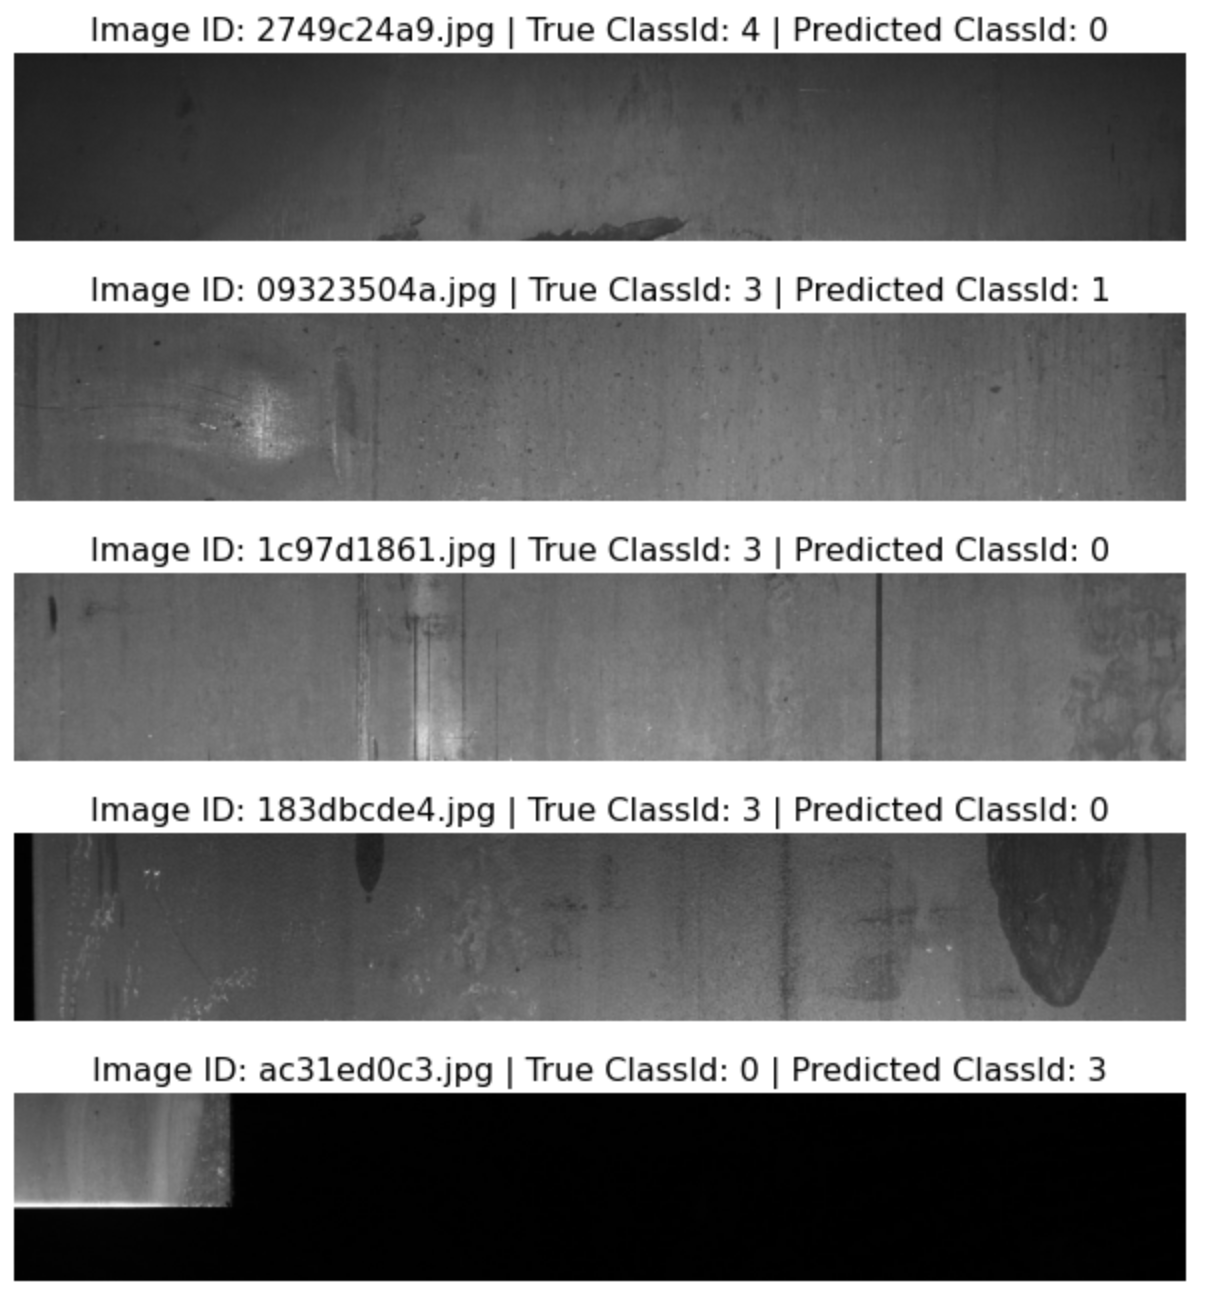 Image ID: 2749c24a9.jpg | True ClassId: 4 | Predicted ClassId: 0
Image ID: 09323504a.jpg | True ClassId: 3 | Predicted ClassId: 1
Image ID: 1c97d1861.jpg | True ClassId: 3 | Predicted ClassId: 0
Image ID: 183dbcde4.jpg | True ClassId: 3 | Predicted ClassId: 0
Image ID: ac31ed0c3.jpg | True ClassId: 0 | Predicted ClassId: 3